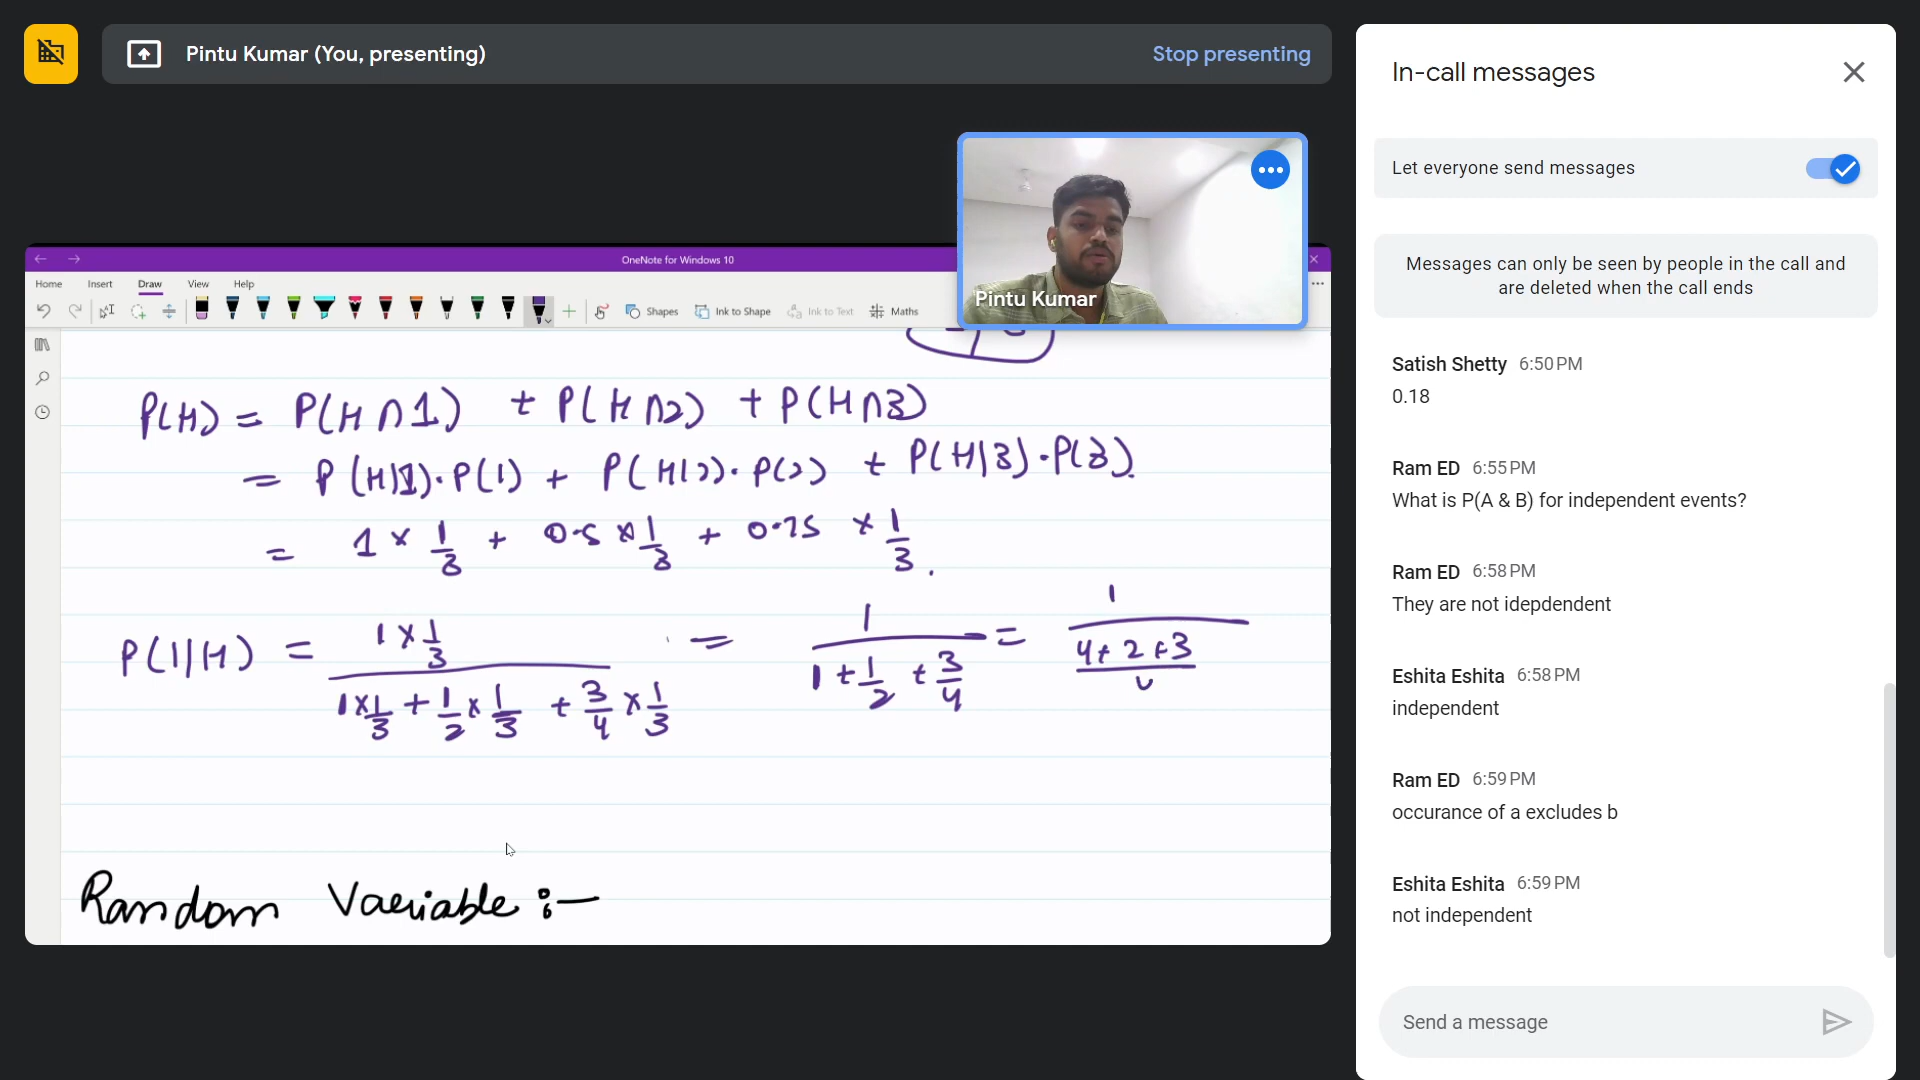 Pintu Kumar (You, presenting)
Stop presenting
Pintu Kumar
OneNote for Windows 10
Home Insert Draw View Help
Shapes Ink to Shape Ink to Text Maths
P(H) = P(H ∩ 1) + P(H ∩ 2) + P(H ∩ 3)
= P(H|1)·P(1) + P(H|2)·P(2) + P(H|3)·P(3).
= 1 × 1/3 + 0.5 × 1/3 + 0.75 × 1/3.
P(1|H) = (1 × 1/3)/(1 × 1/3 + 1/2 × 1/3 + 3/4 × 1/3) = 1/(1 + 1/2 + 3/4) = 1/((4 + 2 + 3)/4)
Random Variable :-
In-call messages
Let everyone send messages
Messages can only be seen by people in the call and
are deleted when the call ends
Satish Shetty 6:50 PM
0.18
Ram ED 6:55 PM
What is P(A & B) for independent events?
Ram ED 6:58 PM
They are not idepdendent
Eshita Eshita 6:58 PM
independent
Ram ED 6:59 PM
occurance of a excludes b
Eshita Eshita 6:59 PM
not independent
Send a message